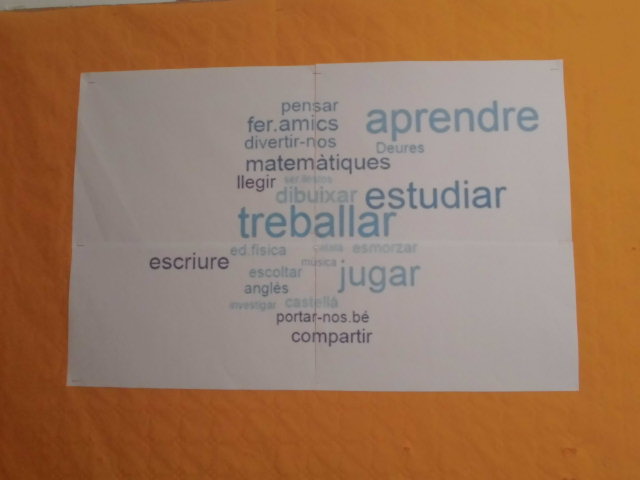 pensar
fer.amics aprendre
divertir-nos Deures
matemàtiques
llegir
dibuixar estudiar
treballar
ed.física esmorzar
escriure música
escoltar jugar
anglès
investigar castellà
portar-nos.bé
compartir